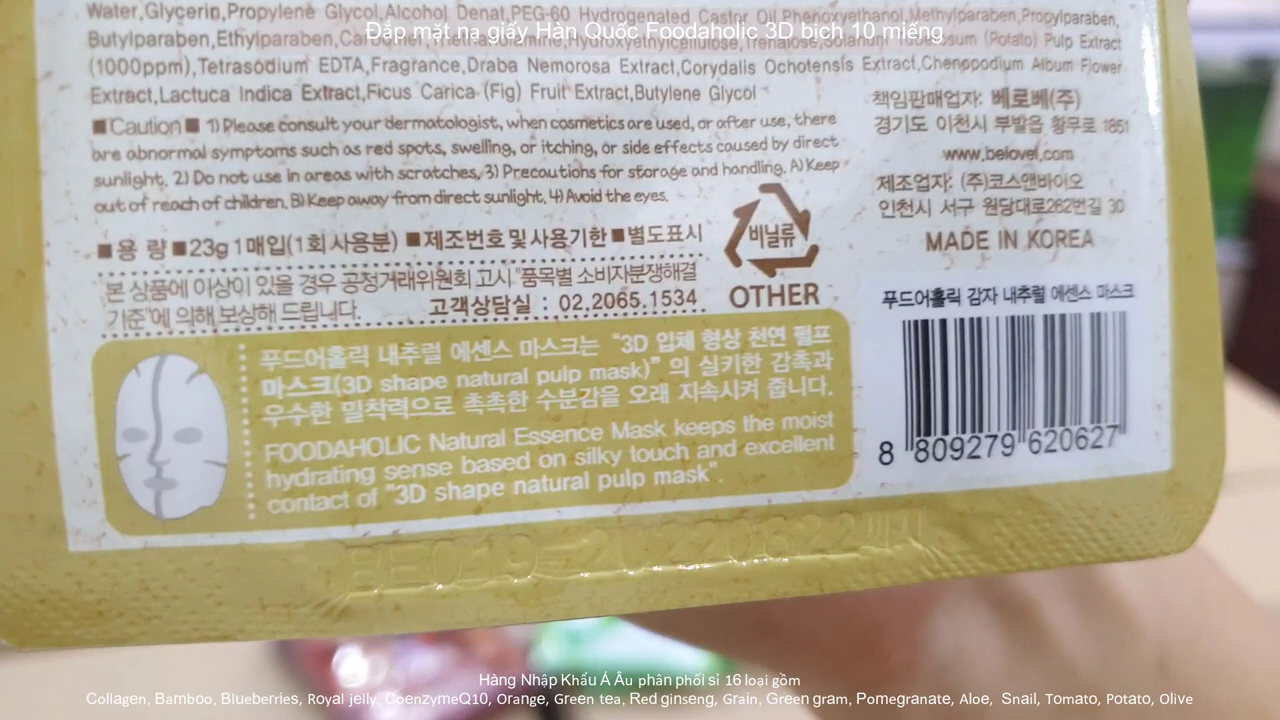 Water,Glycerin,Propylene Glycol,Alcohol Denat,PEG-60 Hydrogenated Castor Oil,Phenoxyethanol,Methylparaben,Propylparaben,
Đắp mặt nạ giấy Hàn Quốc Foodaholic 3D bịch 10 miếng
Butylparaben,Ethylparaben, Hydroxyethylcellulose, (Potato) Pulp Extract
(1000ppm),Tetrasodium EDTA,Fragrance,Draba Nemorosa Extract,Corydalis Ochotensis Extract,Chenopodium Album Flower
Extract,Lactuca Indica Extract,Ficus Carica (Fig) Fruit Extract,Butylene Glycol
■Caution■ 1) Please consult your dermatologist, when cosmetics are used, or after use, there
are abnormal symptoms such as red spots, swelling, or itching, or side effects caused by direct
sunlight. 2) Do not use in areas with scratches. 3) Precautions for storage and handling. A) Keep
out of reach of children. B) Keep away from direct sunlight. 4) Avoid the eyes.
■용 량■23g 1매입(1회 사용분) ■제조번호 및 사용기한■별도표시
본 상품에 이상이 있을 경우 공정거래위원회 고시 "품목별 소비자분쟁해결
기준"에 의해 보상해 드립니다.
고객상담실 : 02.2065.1534
비닐류
OTHER
책임판매업자: 베로베(주)
경기도 이천시 부발읍 황무로 1851
www.belovel.com
제조업자: (주)코스앤바이오
인천시 서구 원당대로262번길 30
MADE IN KOREA
푸드어홀릭 감자 내추럴 에센스 마스크
8 809279 620627
푸드어홀릭 내추럴 에센스 마스크는 "3D 입체 형상 천연 펄프
마스크(3D shape natural pulp mask)" 의 실키한 감촉과
우수한 밀착력으로 촉촉한 수분감을 오래 지속시켜 줍니다.
FOODAHOLIC Natural Essence Mask keeps the moist
hydrating sense based on silky touch and excellent
contact of "3D shape natural pulp mask".
Hàng Nhập Khẩu Á Âu phân phối sỉ 16 loại gồm
Collagen, Bamboo, Blueberries, Royal jelly, CoenzymeQ10, Orange, Green tea, Red ginseng, Grain, Green gram, Pomegranate, Aloe, Snail, Tomato, Potato, Olive